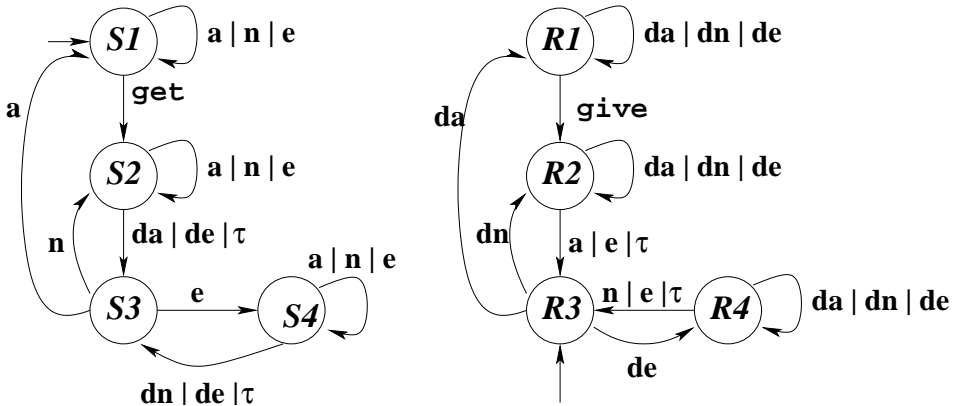 S1
a | n | e
get
a
S2
a | n | e
n
da | de | τ
a | n | e
S3
e
S4
dn | de | τ
R1
da | dn | de
give
da
R2
da | dn | de
dn
a | e | τ
R3
n | e | τ
R4
da | dn | de
de